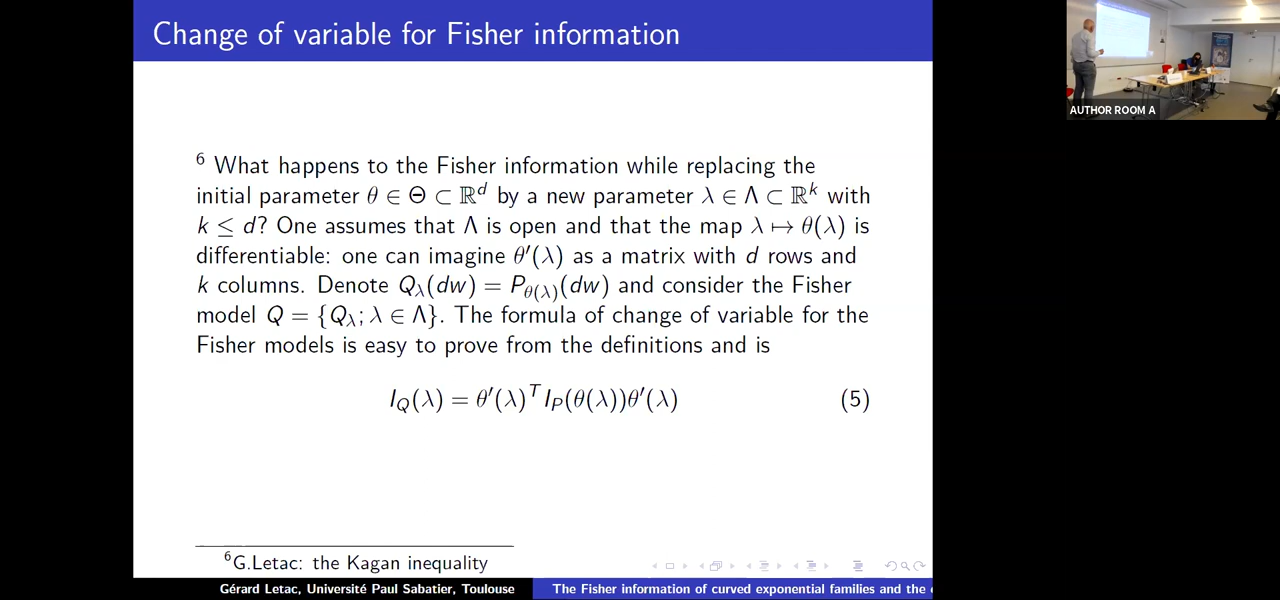 Change of variable for Fisher information
AUTHOR ROOM A
⁶ What happens to the Fisher information while replacing the
initial parameter θ ∈ Θ ⊂ ℝᵈ by a new parameter λ ∈ Λ ⊂ ℝᵏ with
k ≤ d? One assumes that Λ is open and that the map λ ↦ θ(λ) is
differentiable: one can imagine θ′(λ) as a matrix with d rows and
k columns. Denote Q_λ(dw) = P_θ(λ)(dw) and consider the Fisher
model Q = {Q_λ; λ ∈ Λ}. The formula of change of variable for the
Fisher models is easy to prove from the definitions and is
I_Q(λ) = θ′(λ)ᵀ I_P(θ(λ))θ′(λ) (5)
⁶G.Letac: the Kagan inequality
Gérard Letac, Université Paul Sabatier, Toulouse
The Fisher information of curved exponential families and the